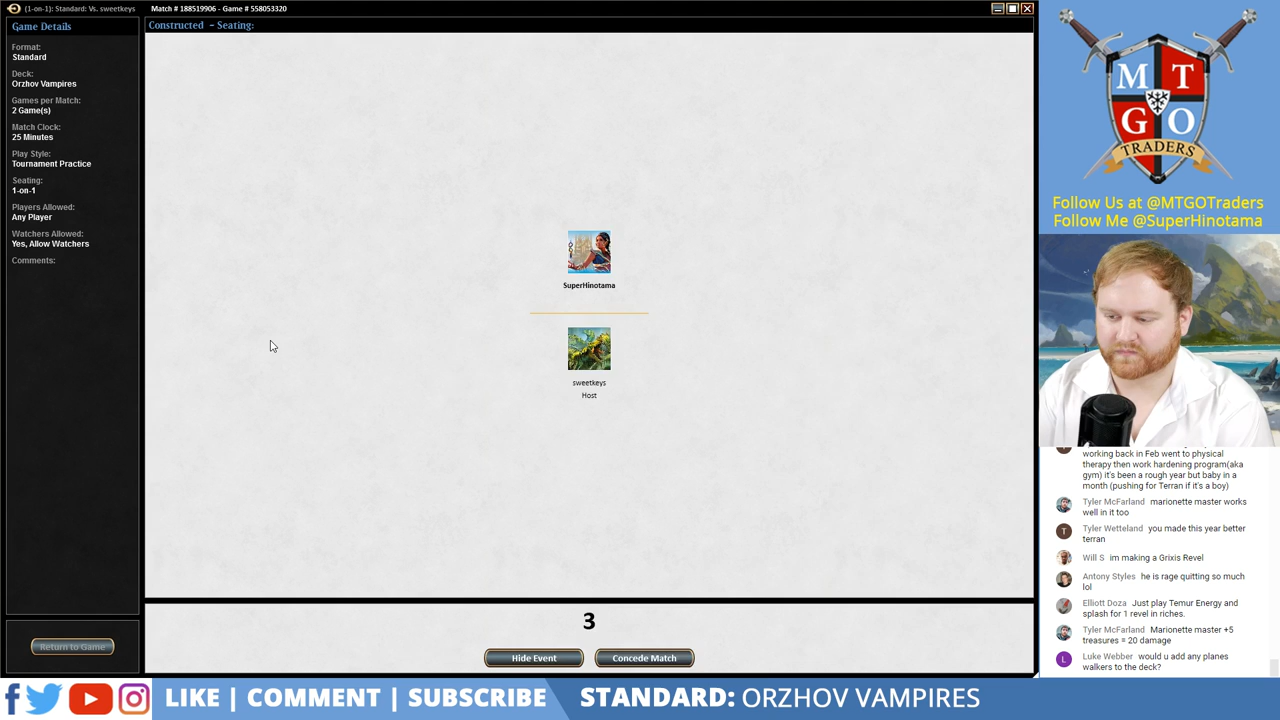 (1-on-1): Standard: Vs. sweetkeys
Match # 188519906 - Game # 558053320
Game Details
Constructed - Seating:
Format:
Standard
Deck:
Orzhov Vampires
Games per Match:
2 Game(s)
Match Clock:
25 Minutes
Play Style:
Tournament Practice
Seating:
1-on-1
Players Allowed:
Any Player
Watchers Allowed:
Yes, Allow Watchers
Comments:
SuperHinotama
sweetkeys
Host
3
Return to Game
Hide Event
Concede Match
M T
G O
TRADERS
Follow Us at @MTGOTraders
Follow Me @SuperHinotama
working back in Feb went to physical
therapy then work hardening program(aka
gym) it's been a rough year but baby in a
month (pushing for Terran if it's a boy)
Tyler McFarland marionette master works
well in it too
T
Tyler Wetteland you made this year better
terran
Will S im making a Grixis Revel
Antony Styles he is rage quitting so much
lol
Elliott Doza Just play Temur Energy and
splash for 1 revel in riches.
Tyler McFarland Marionette master +5
treasures = 20 damage
L
Luke Webber would u add any planes
walkers to the deck?
LIKE | COMMENT | SUBSCRIBE
STANDARD: ORZHOV VAMPIRES